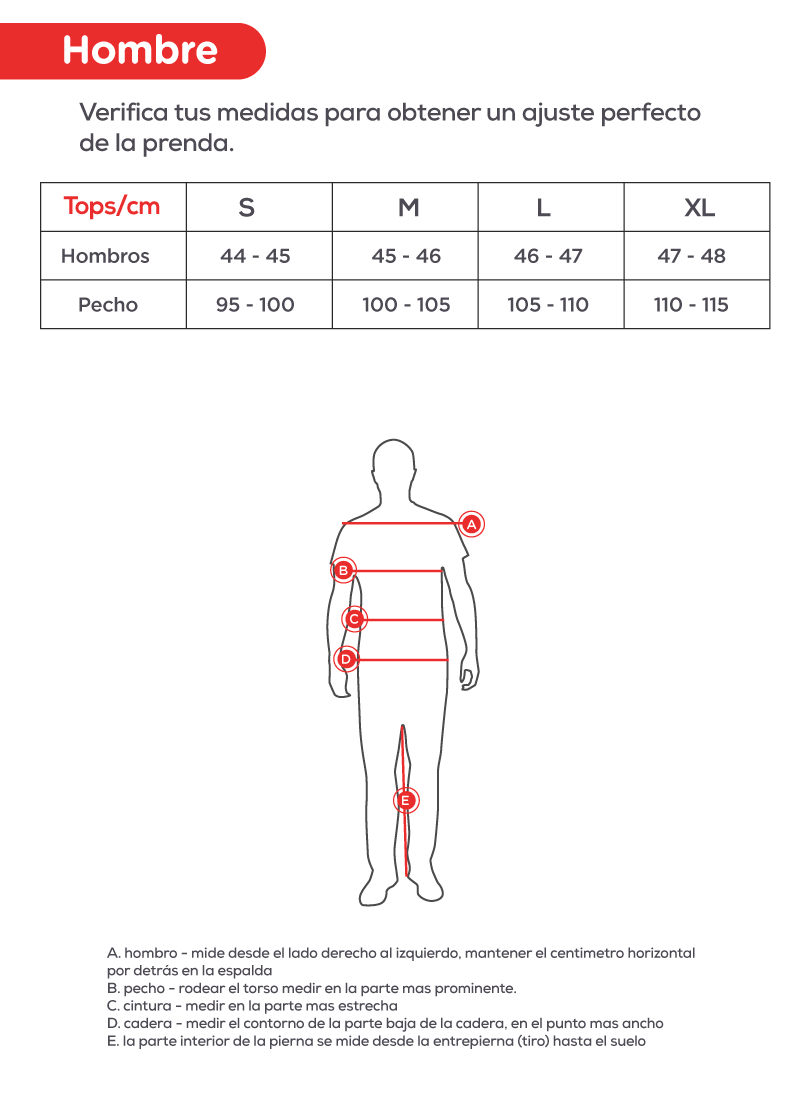 Hombre
Verifica tus medidas para obtener un ajuste perfecto
de la prenda.
Tops/cm S M L XL
Hombros 44 - 45 45 - 46 46 - 47 47 - 48
Pecho 95 - 100 100 - 105 105 - 110 110 - 115
A
B
C
D
E
A. hombro - mide desde el lado derecho al izquierdo, mantener el centimetro horizontal
por detrás en la espalda
B. pecho - rodear el torso medir en la parte mas prominente.
C. cintura - medir en la parte mas estrecha
D. cadera - medir el contorno de la parte baja de la cadera, en el punto mas ancho
E. la parte interior de la pierna se mide desde la entrepierna (tiro) hasta el suelo